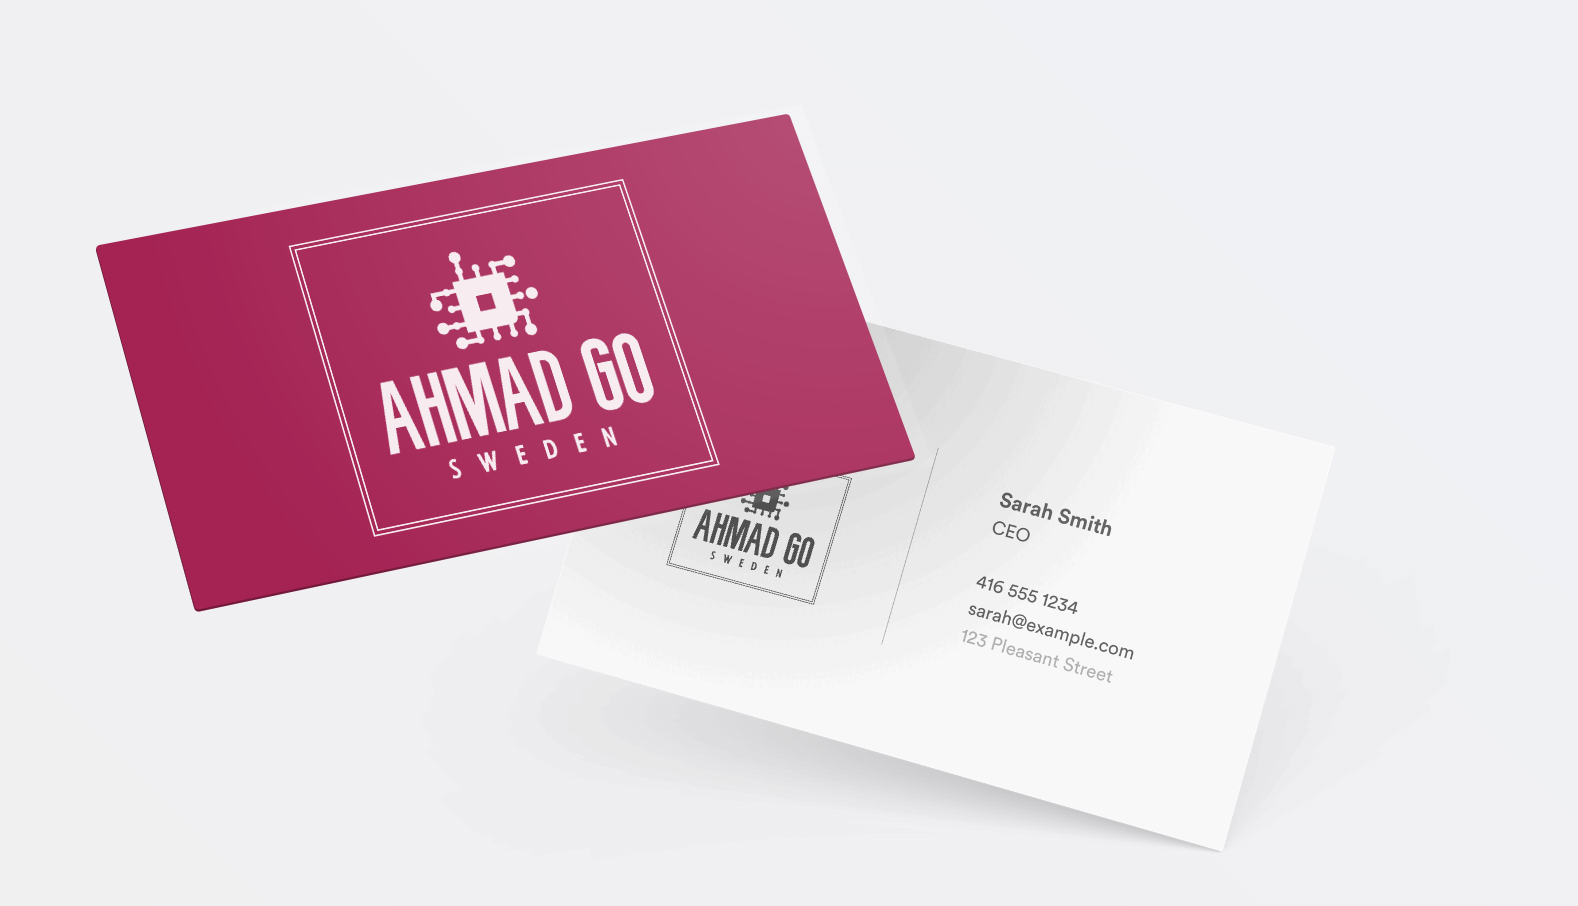 AHMAD GO
SWEDEN
AHMAD GO
SWEDEN
Sarah Smith
CEO
416 555 1234
sarah@example.com
123 Pleasant Street